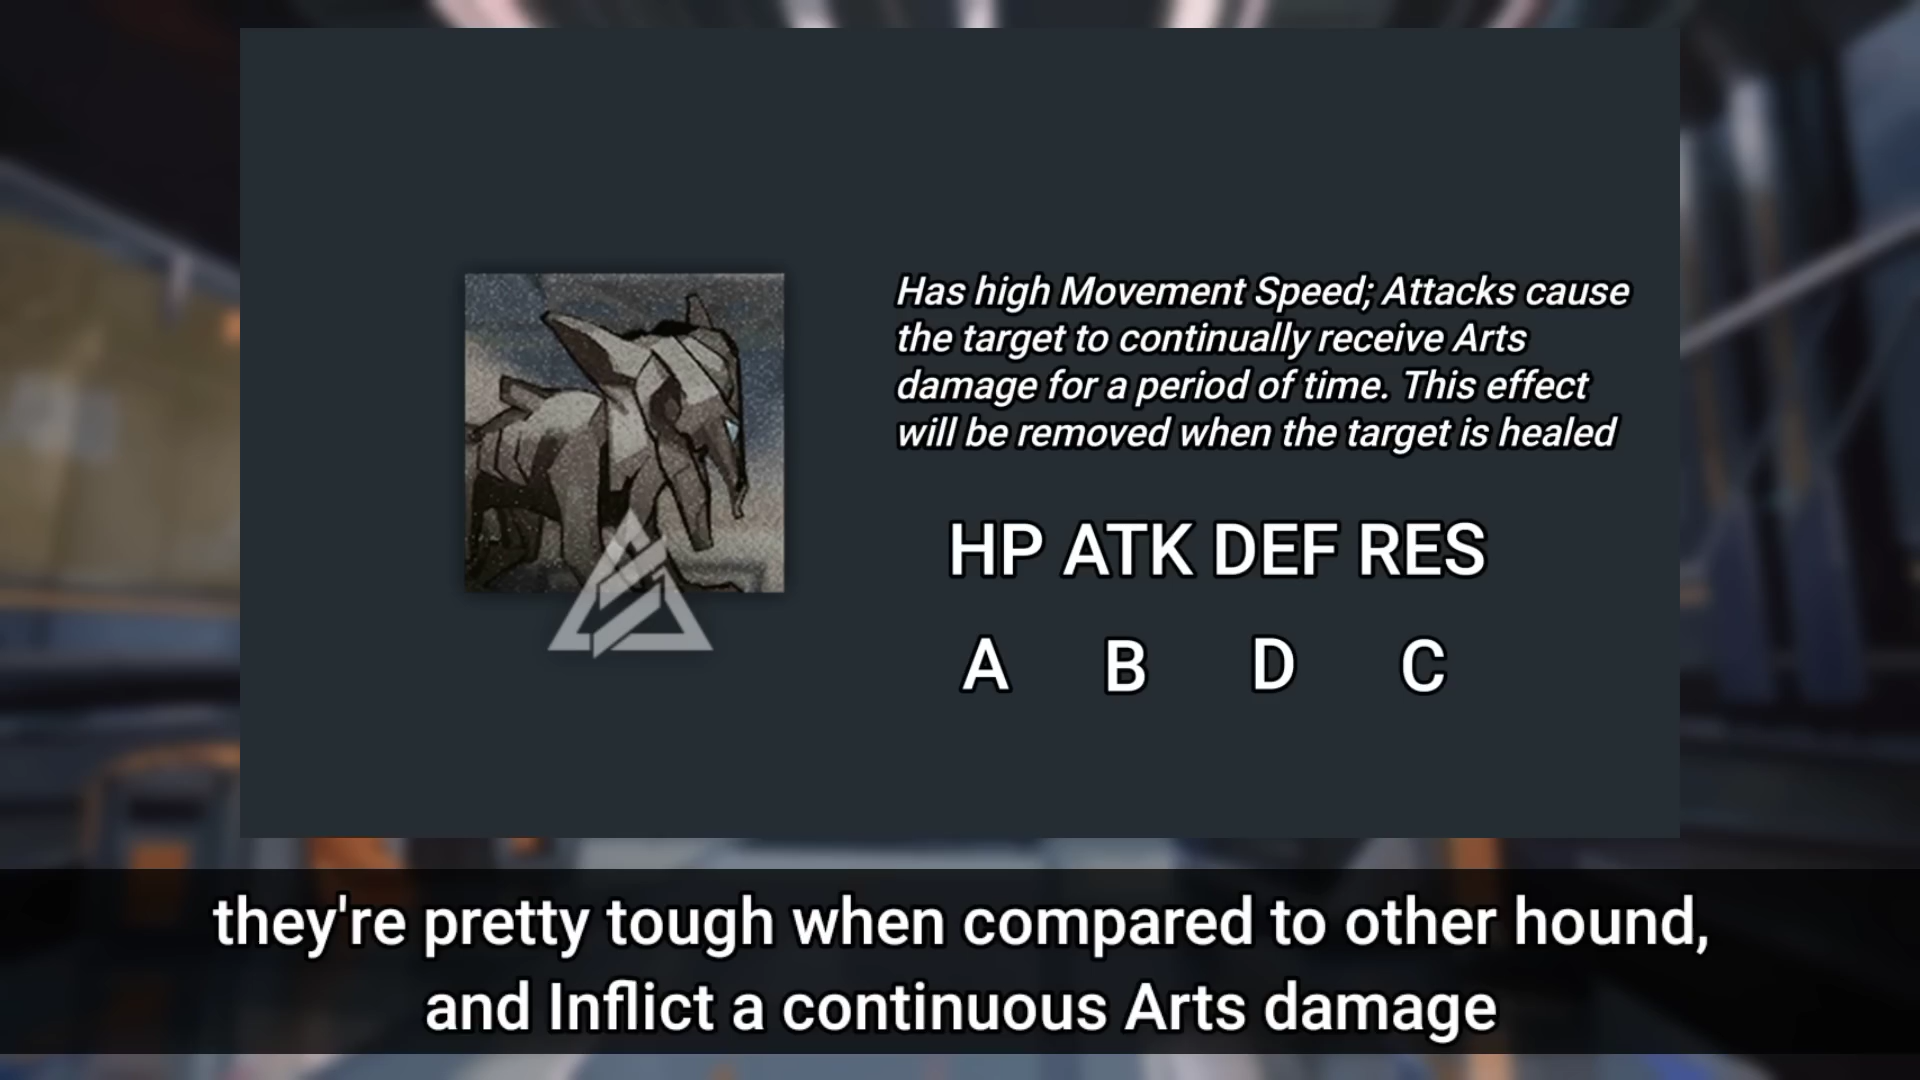 Has high Movement Speed; Attacks cause
the target to continually receive Arts
damage for a period of time. This effect
will be removed when the target is healed
HP ATK DEF RES
A B D C
they're pretty tough when compared to other hound,
and Inflict a continuous Arts damage